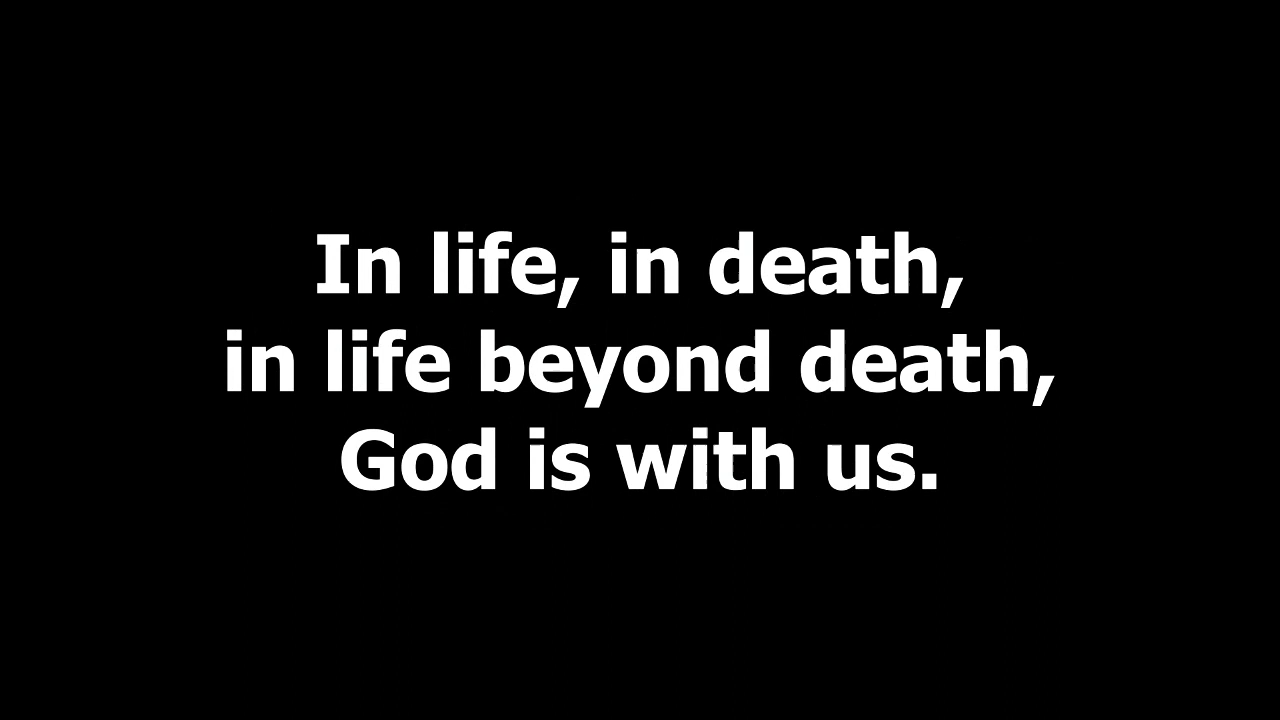 In life, in death,
in life beyond death,
God is with us.